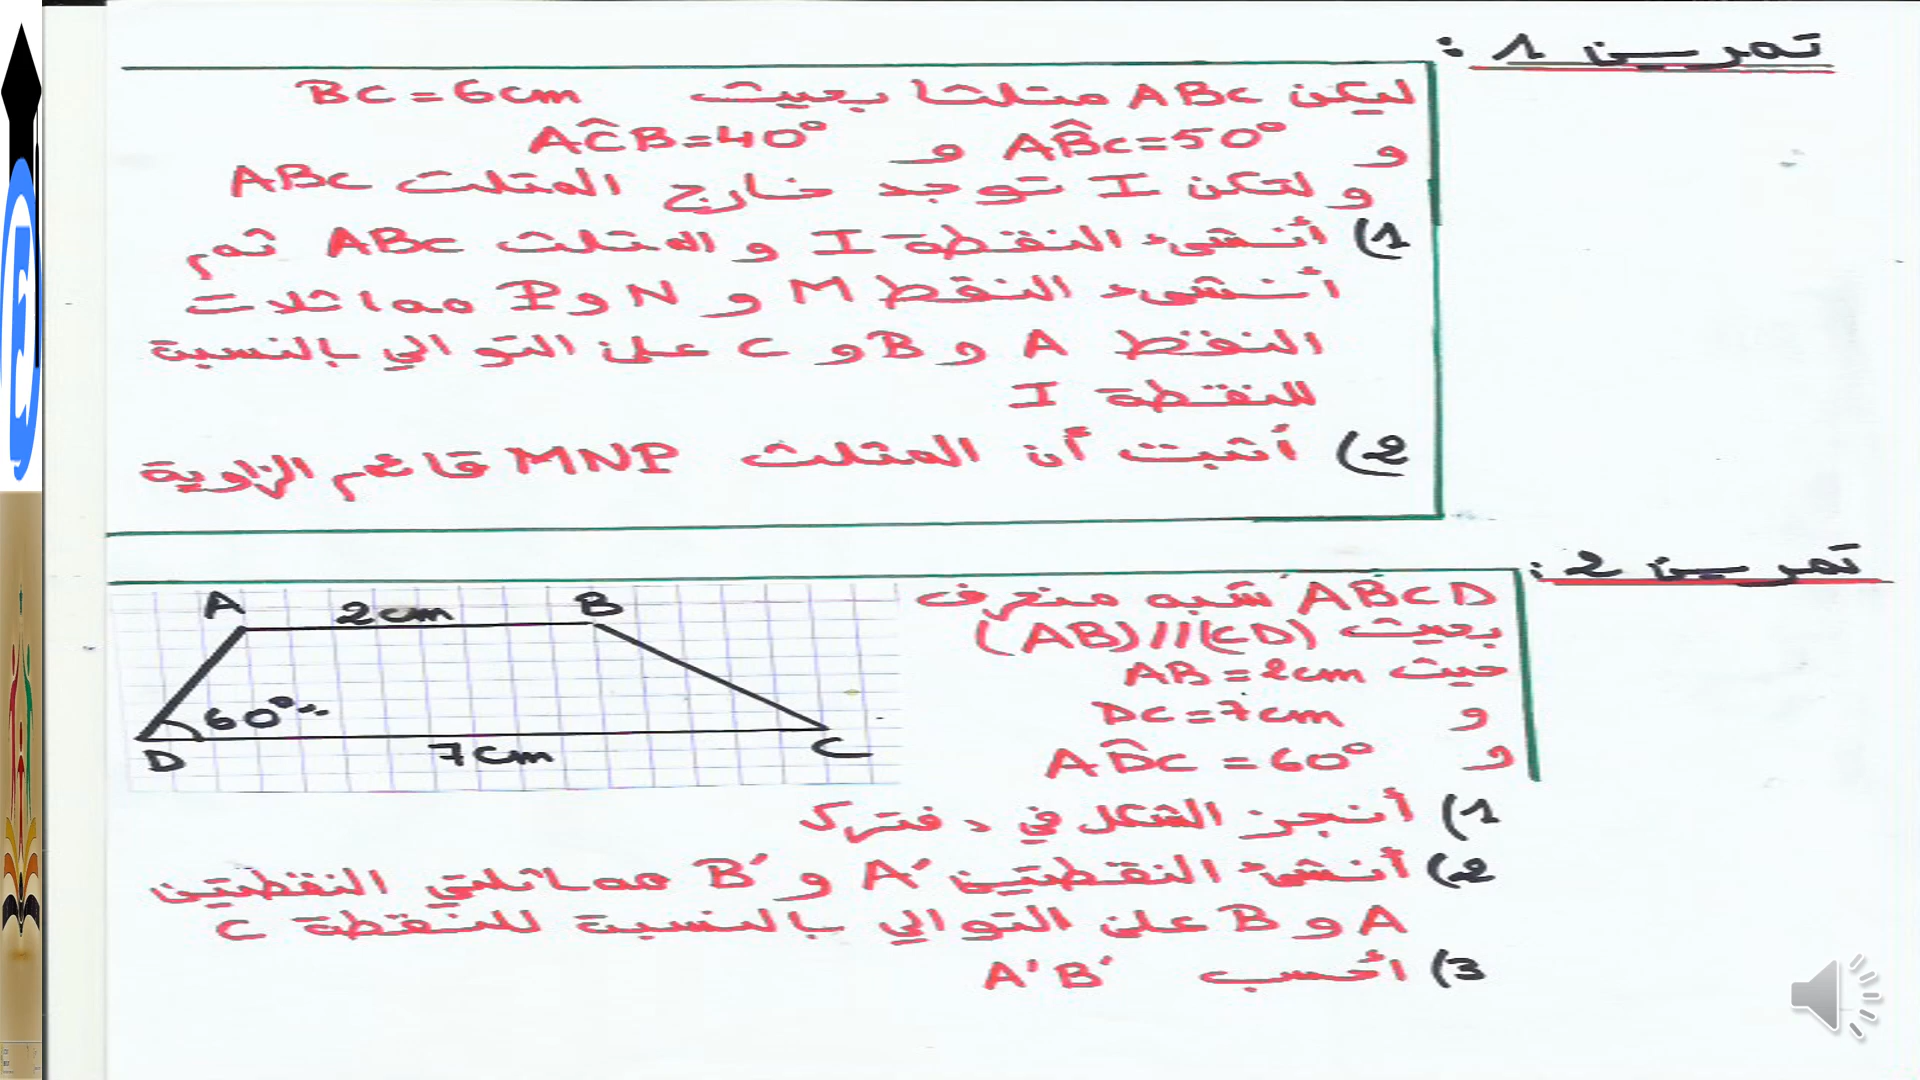 تمرين 1 :
ليكن ABC مثلثا بحيث BC = 6cm
و AB̂C=50° و AĈB=40°
و لتكن I توجد خارج المثلث ABC
1) أنشىء النقطة I و المثلث ABC ثم
أنشىء النقط M و N و P مماثلات
النقط A و B و C على التوالي بالنسبة
للنقطة I
2) أثبت أن المثلث MNP قائم الزاوية
تمرين 2 :
ABCD شبه منحرف
بحيث (AB)//(CD)
حيث AB = 2cm
و DC = 7cm
و AD̂C = 60°
A 2cm B
60°
D 7cm C
1) أنجز الشكل في دفترك
2) أنشئ النقطتين A' و B' مماثلتي النقطتين
A و B على التوالي بالنسبة للنقطة C
3) أحسب A'B'